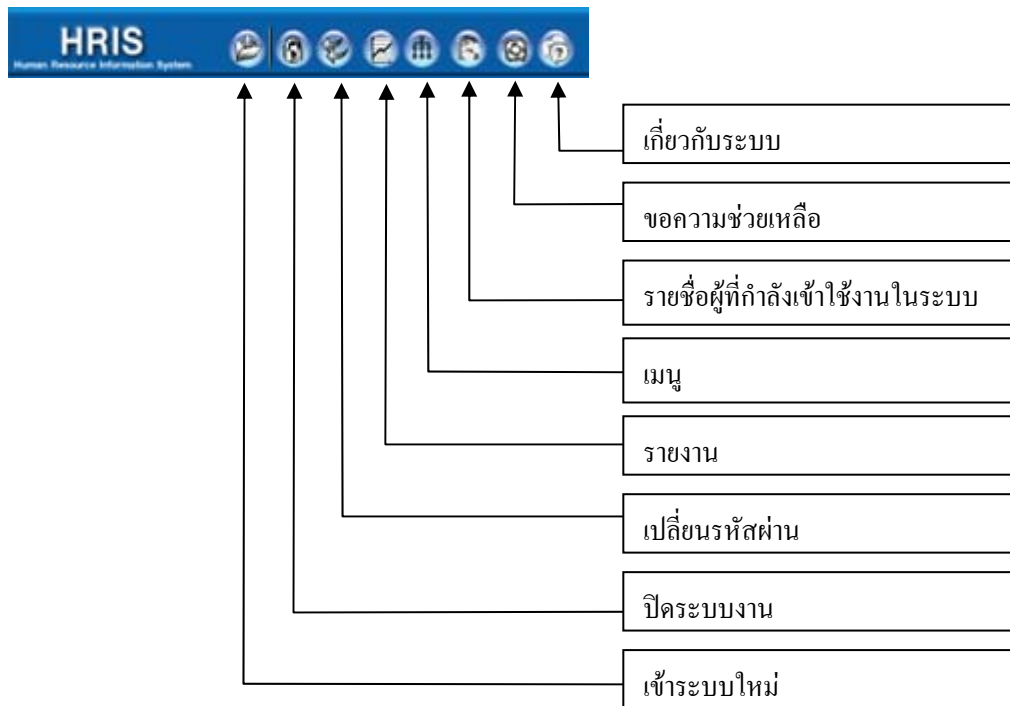 HRIS
Human Resource Information System
เกี่ยวกับระบบ
ขอความช่วยเหลือ
รายชื่อผู้ที่กำลังเข้าใช้งานในระบบ
เมนู
รายงาน
เปลี่ยนรหัสผ่าน
ปิดระบบงาน
เข้าระบบใหม่